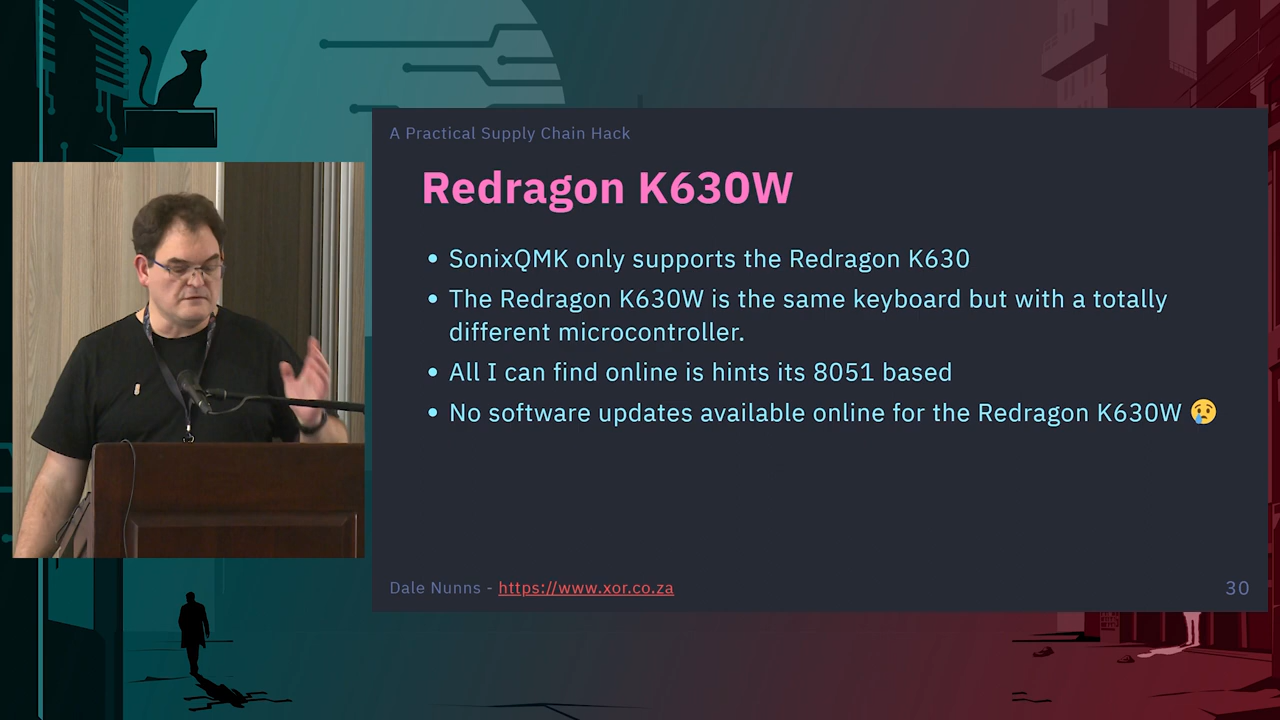 A Practical Supply Chain Hack
Redragon K630W
• SonixQMK only supports the Redragon K630
• The Redragon K630W is the same keyboard but with a totally
different microcontroller.
• All I can find online is hints its 8051 based
• No software updates available online for the Redragon K630W 😢
Dale Nunns - https://www.xor.co.za
30